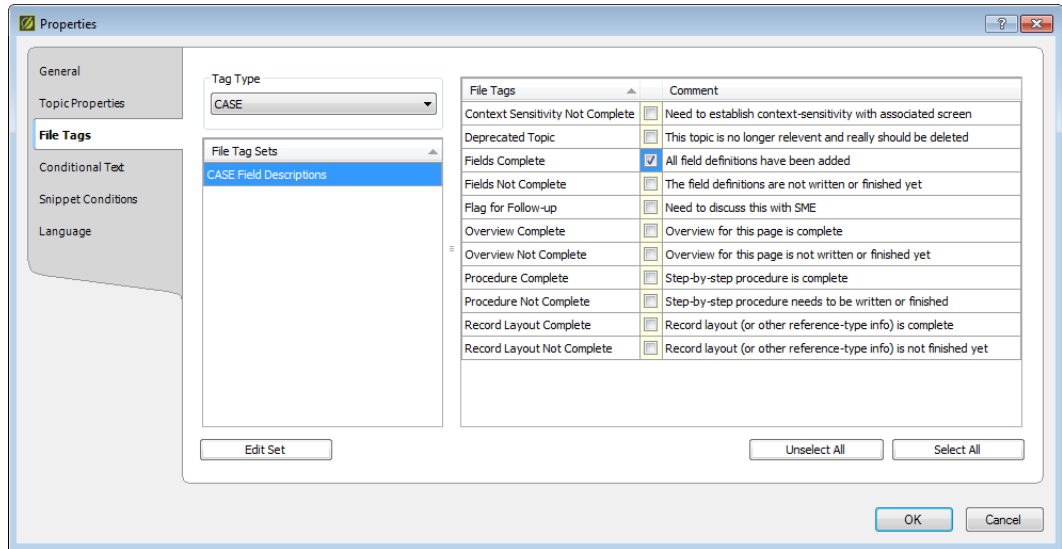 Properties
General
Topic Properties
File Tags
Conditional Text
Snippet Conditions
Language
Tag Type
CASE
File Tag Sets
CASE Field Descriptions
Edit Set
File Tags Comment
Context Sensitivity Not Complete Need to establish context-sensitivity with associated screen
Deprecated Topic This topic is no longer relevent and really should be deleted
Fields Complete All field definitions have been added
Fields Not Complete The field definitions are not written or finished yet
Flag for Follow-up Need to discuss this with SME
Overview Complete Overview for this page is complete
Overview Not Complete Overview for this page is not written or finished yet
Procedure Complete Step-by-step procedure is complete
Procedure Not Complete Step-by-step procedure needs to be written or finished
Record Layout Complete Record layout (or other reference-type info) is complete
Record Layout Not Complete Record layout (or other reference-type info) is not finished yet
Unselect All Select All
OK Cancel